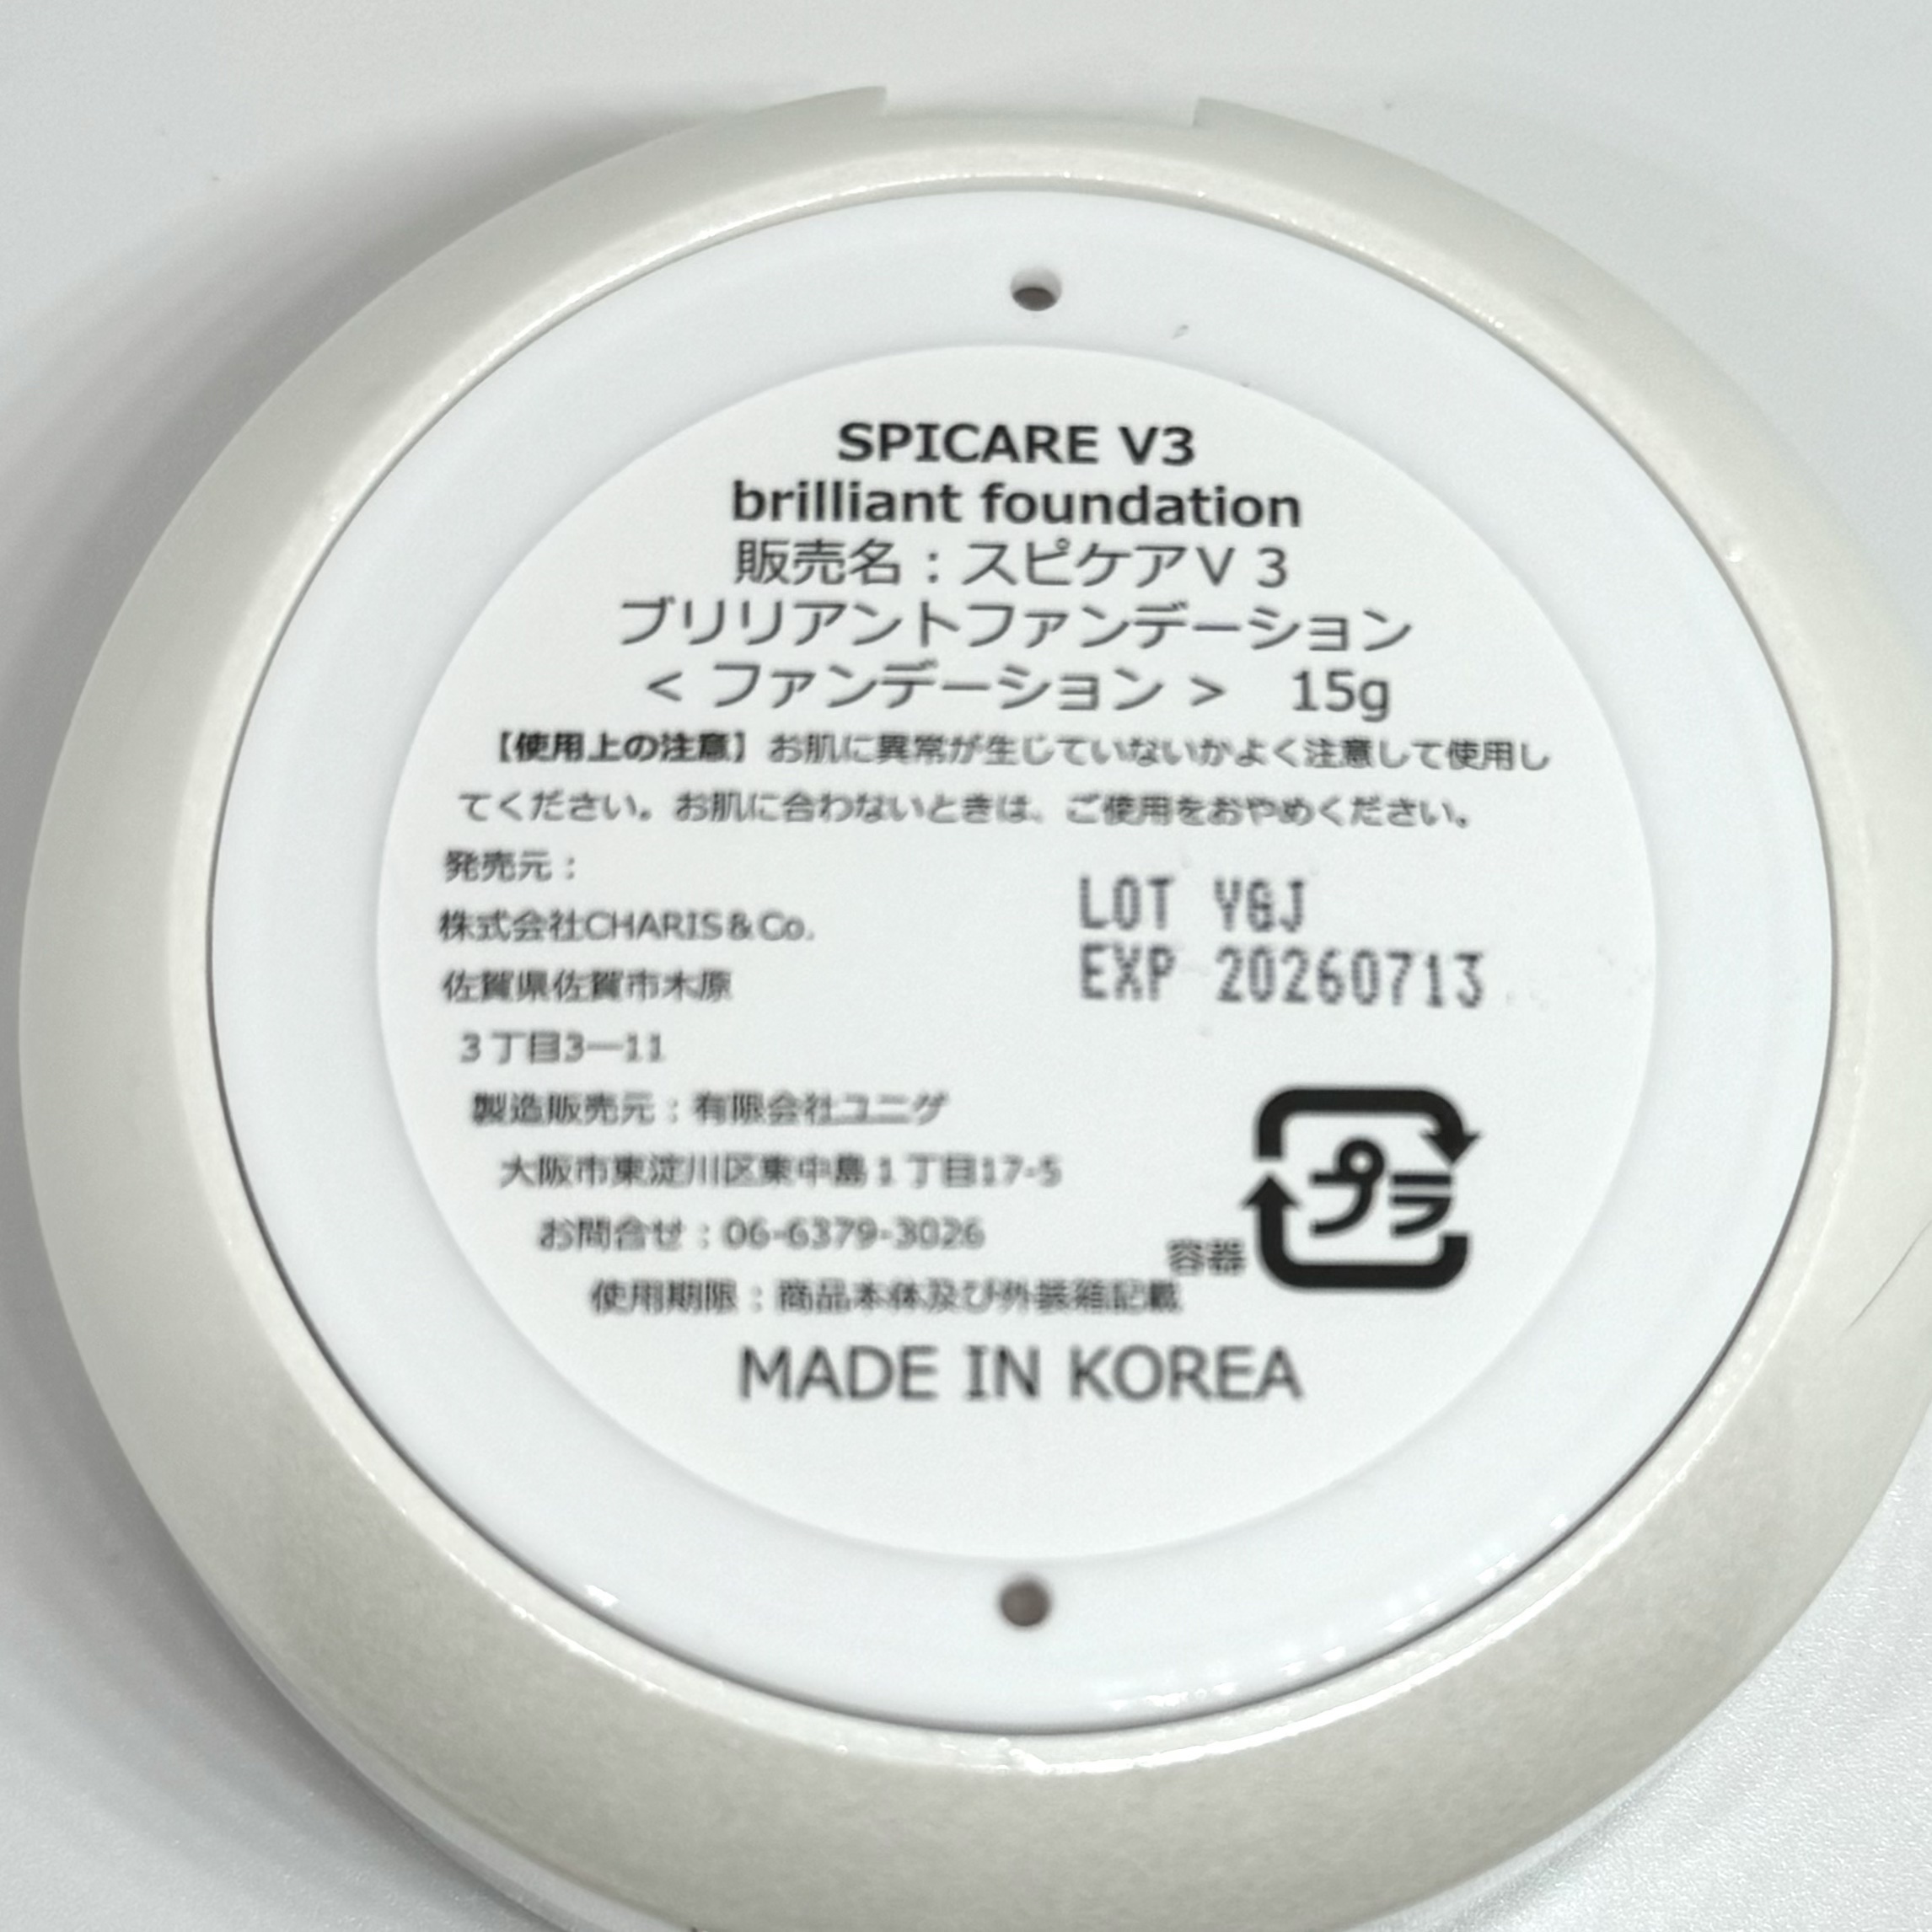 SPICARE V3
brilliant foundation
販売名：スピケアV 3
ブリリアントファンデーション
< ファンデーション >　15g
【使用上の注意】お肌に異常が生じていないかよく注意して使用し
てください。お肌に合わないときは、ご使用をおやめください。
発売元：
株式会社CHARIS&Co.
佐賀県佐賀市木原
3丁目3―11
LOT Y&J
EXP 20260713
製造販売元：有限会社ユニゲ
大阪市東淀川区東中島1丁目17-5
お問合せ：06-6379-3026
使用期限：商品本体及び外装箱記載
容器
プラ
MADE IN KOREA